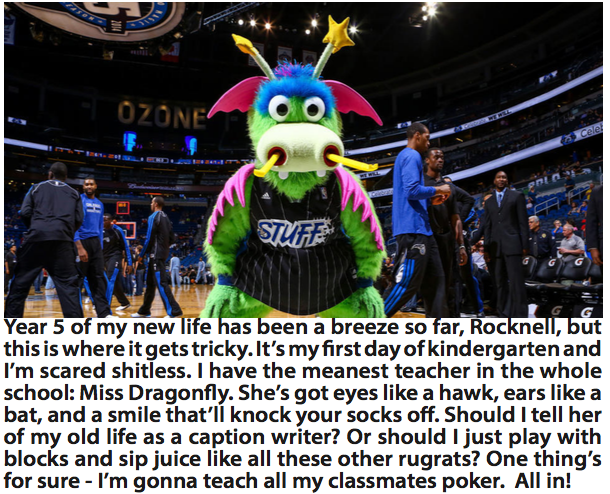 OZONE
STUFF
Year 5 of my new life has been a breeze so far, Rocknell, but
this is where it gets tricky. It's my first day of kindergarten and
I'm scared shitless. I have the meanest teacher in the whole
school: Miss Dragonfly. She's got eyes like a hawk, ears like a
bat, and a smile that'll knock your socks off. Should I tell her
of my old life as a caption writer? Or should I just play with
blocks and sip juice like all these other rugrats? One thing's
for sure - I'm gonna teach all my classmates poker.  All in!